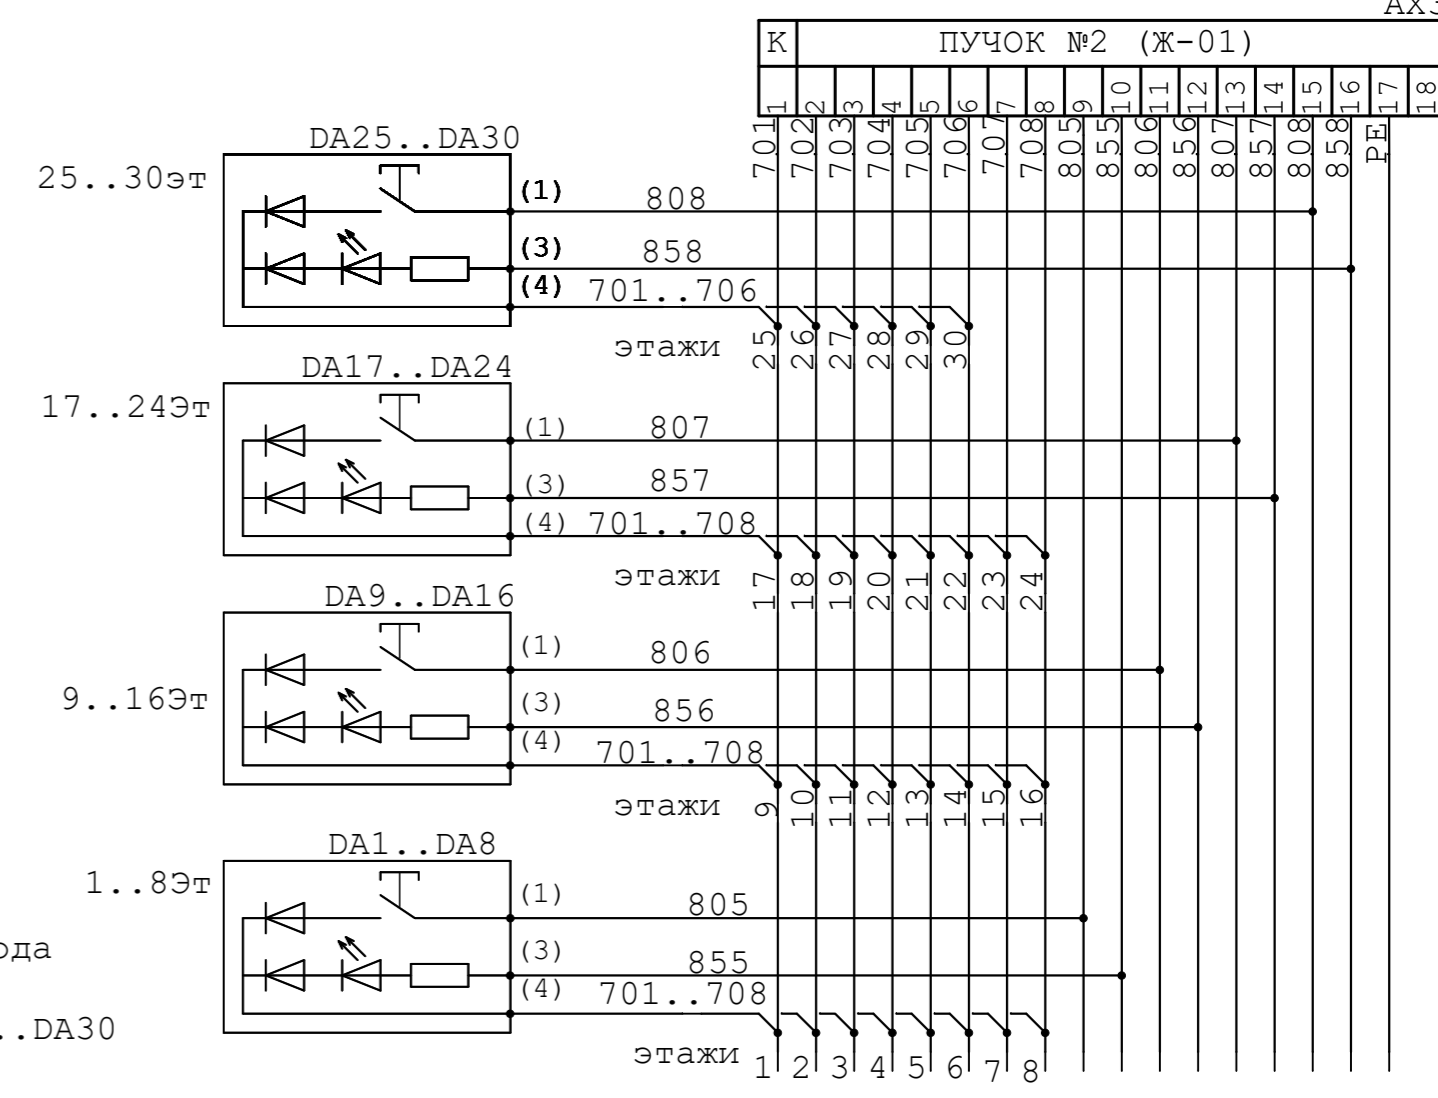 АХ3
К ПУЧОК №2 (Ж-01)
1 2 3 4 5 6 7 8 9 10 11 12 13 14 15 16 17 18
701 702 703 704 705 706 707 708 805 855 806 856 807 857 808 858 РЕ
DA25..DA30
25..30эт
(1) 808
(3) 858
(4) 701..706
этажи 25 26 27 28 29 30
DA17..DA24
17..24Эт
(1) 807
(3) 857
(4) 701..708
этажи 17 18 19 20 21 22 23 24
DA9..DA16
(1) 806
9..16Эт
(3) 856
(4) 701..708
этажи 9 10 11 12 13 14 15 16
DA1..DA8
1..8Эт
(1) 805
ода
(3) 855
(4) 701..708
..DA30
этажи 1 2 3 4 5 6 7 8